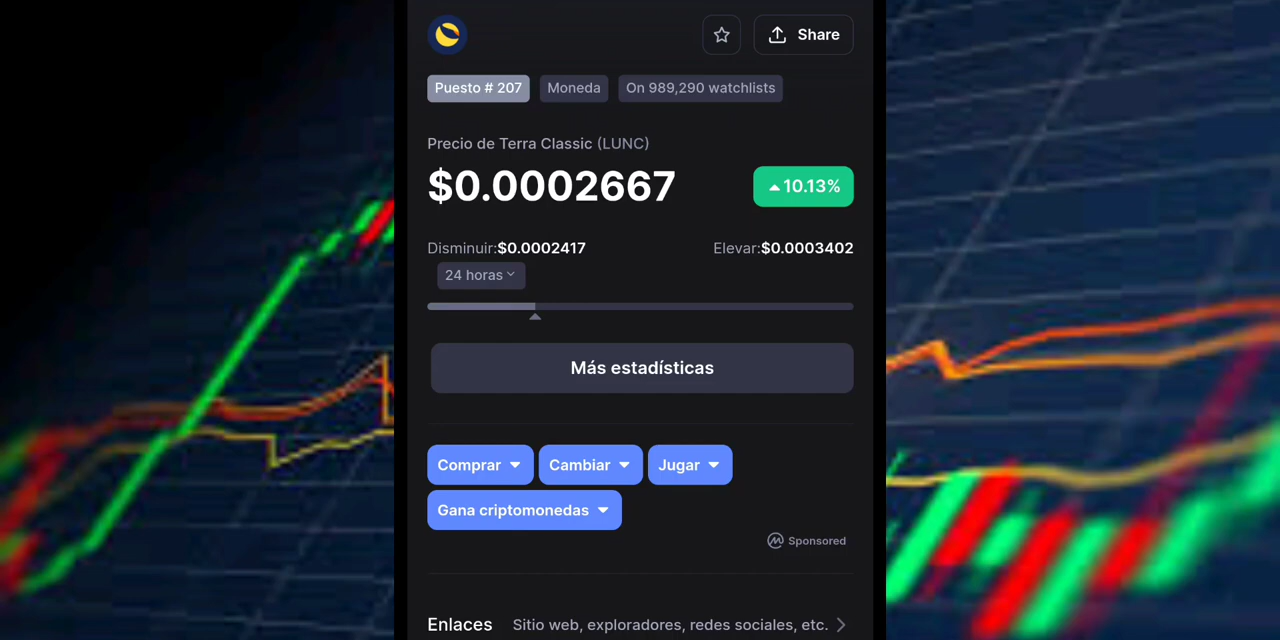 Share
Puesto # 207 Moneda On 989,290 watchlists
Precio de Terra Classic (LUNC)
$0.0002667 10.13%
Disminuir:$0.0002417 Elevar:$0.0003402
24 horas
Más estadísticas
Comprar Cambiar Jugar
Gana criptomonedas
Sponsored
Enlaces Sitio web, exploradores, redes sociales, etc.